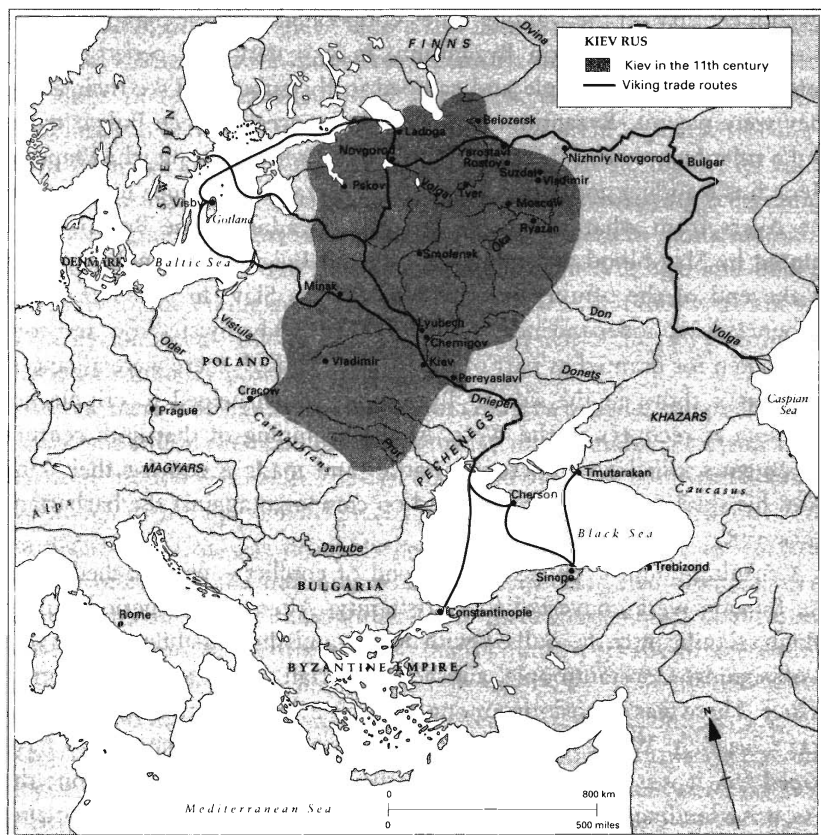 KIEV RUS
Kiev in the 11th century
Viking trade routes
FINNS
Dvina
SWEDEN
Belozersk
Ladoga
Novgorod
Yaroslavl
Rostov
Suzdal
Vladimir
Nizhniy Novgorod
Bulgar
Pskov
Volga
Tver
Moscow
Visby
Gotland
Ryazan
Oka
DENMARK
Baltic Sea
Smolensk
Minsk
Don
Lyubech
Chernigov
Volga
Oder
Vistula
POLAND
Vladimir
Kiev
Donets
Pereyaslavl
Cracow
Dnieper
Prague
Caspian
Sea
Carpathians
Prut
PECHENEGS
KHAZARS
MAGYARS
Tmutarakan
Caucasus
Alps
Cherson
Black Sea
Danube
Trebizond
Sinope
BULGARIA
Constantinople
Rome
BYZANTINE EMPIRE
N
0 800 km
Mediterranean Sea
0 500 miles